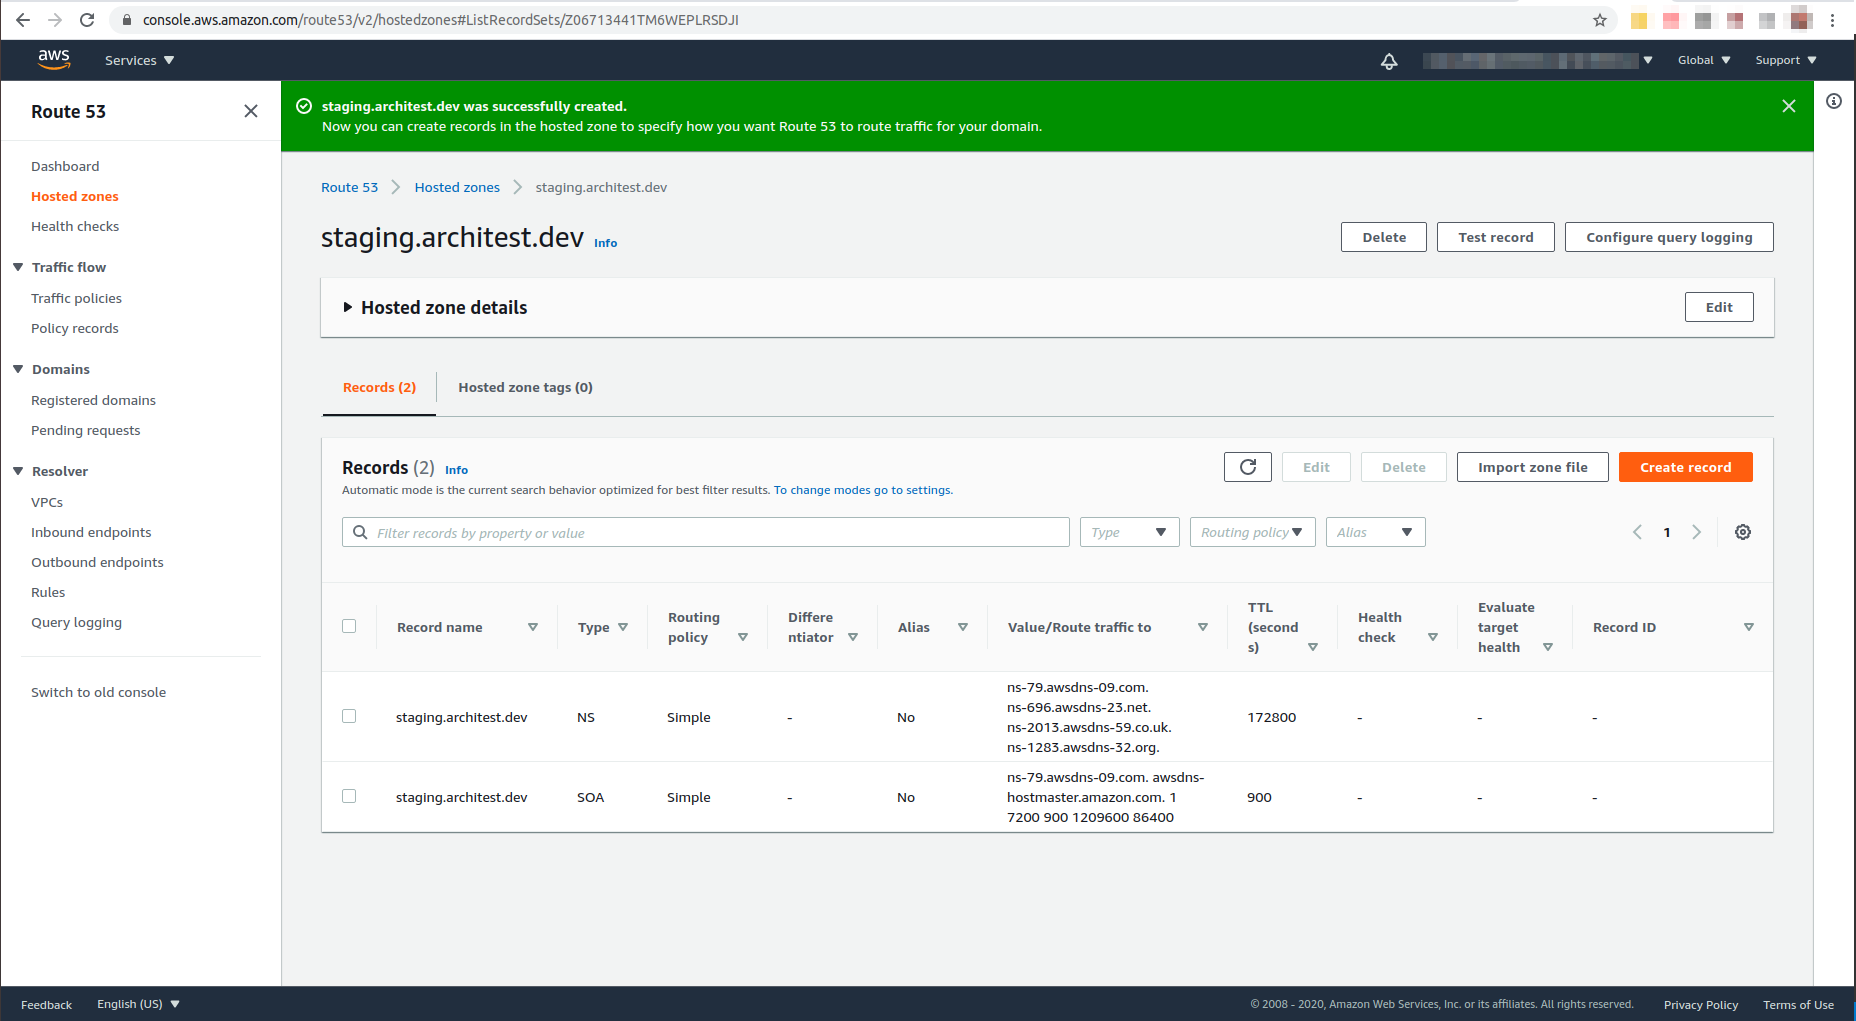 console.aws.amazon.com/route53/v2/hostedzones#ListRecordSets/Z06713441TM6WEPLRSDJI
aws
Services
Global
Support
Route 53
Dashboard
Hosted zones
Health checks
Traffic flow
Traffic policies
Policy records
Domains
Registered domains
Pending requests
Resolver
VPCs
Inbound endpoints
Outbound endpoints
Rules
Query logging
Switch to old console
staging.architest.dev was successfully created.
Now you can create records in the hosted zone to specify how you want Route 53 to route traffic for your domain.
Route 53 Hosted zones staging.architest.dev
staging.architest.dev Info
Delete
Test record
Configure query logging
Hosted zone details
Edit
Records (2)
Hosted zone tags (0)
Records (2) Info
Automatic mode is the current search behavior optimized for best filter results. To change modes go to settings.
Edit
Delete
Import zone file
Create record
Filter records by property or value
Type
Routing policy
Alias
1
Record name
Type
Routing
policy
Differe
ntiator
Alias
Value/Route traffic to
TTL
(second
s)
Health
check
Evaluate
target
health
Record ID
staging.architest.dev
NS
Simple
-
No
ns-79.awsdns-09.com.
ns-696.awsdns-23.net.
ns-2013.awsdns-59.co.uk.
ns-1283.awsdns-32.org.
172800
-
-
-
staging.architest.dev
SOA
Simple
-
No
ns-79.awsdns-09.com. awsdns-
hostmaster.amazon.com. 1
7200 900 1209600 86400
900
-
-
-
Feedback
English (US)
© 2008 - 2020, Amazon Web Services, Inc. or its affiliates. All rights reserved.
Privacy Policy
Terms of Use